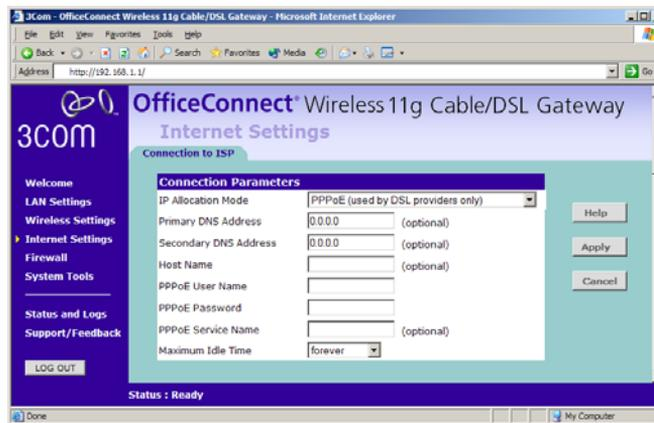 3Com - OfficeConnect Wireless 11g Cable/DSL Gateway - Microsoft Internet Explorer
File Edit View Favorites Tools Help
Back Search Favorites Media
Address http://192.168.1.1/ Go
3COM
OfficeConnect® Wireless 11g Cable/DSL Gateway
Internet Settings
Connection to ISP
Welcome
LAN Settings
Wireless Settings
Internet Settings
Firewall
System Tools
Status and Logs
Support/Feedback
LOG OUT
Connection Parameters
IP Allocation Mode PPPoE (used by DSL providers only)
Primary DNS Address 0.0.0.0 (optional)
Secondary DNS Address 0.0.0.0 (optional)
Host Name (optional)
PPPoE User Name
PPPoE Password
PPPoE Service Name (optional)
Maximum Idle Time forever
Help
Apply
Cancel
Status : Ready
Done My Computer